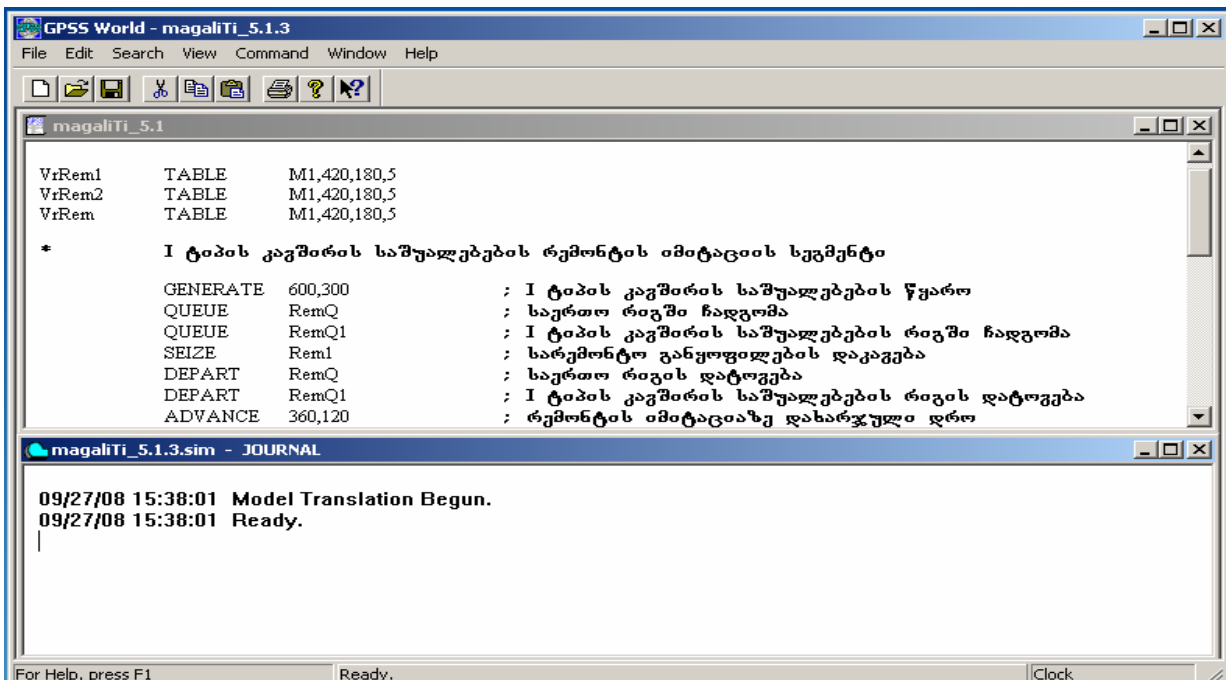 GPSS World - magaliTi_5.1.3
File Edit Search View Command Window Help
magaliTi_5.1
VrRem1 TABLE M1,420,180,5
VrRem2 TABLE M1,420,180,5
VrRem TABLE M1,420,180,5
* I ტიპის კავშირის საშუალებების რემონტის იმიტაციის სეგმენტი
GENERATE 600,300 ; I ტიპის კავშირის საშუალებების წყარო
QUEUE RemQ ; საერთო რიგში ჩადგომა
QUEUE RemQ1 ; I ტიპის კავშირის საშუალებების რიგში ჩადგომა
SEIZE Rem1 ; სარემონტო განყოფილების დაკავება
DEPART RemQ ; საერთო რიგის დატოვება
DEPART RemQ1 ; I ტიპის კავშირის საშუალებების რიგის დატოვება
ADVANCE 360,120 ; რემონტის იმიტაციაზე დახარჯული დრო
magaliTi_5.1.3.sim - JOURNAL
09/27/08 15:38:01 Model Translation Begun.
09/27/08 15:38:01 Ready.
For Help, press F1 Ready. Clock